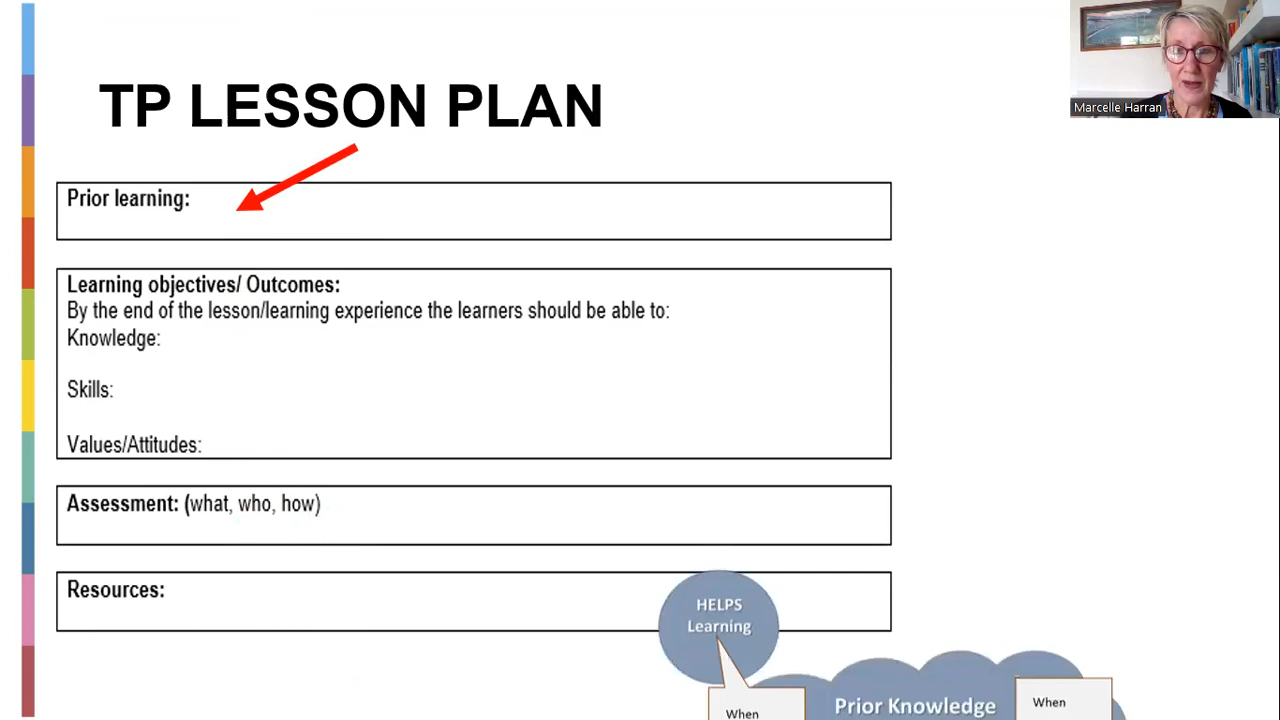 TP LESSON PLAN
Marcelle Harran
Prior learning:
Learning objectives/ Outcomes:
By the end of the lesson/learning experience the learners should be able to:
Knowledge:
Skills:
Values/Attitudes:
Assessment: (what, who, how)
Resources:
HELPS
Learning
Prior Knowledge
When
When